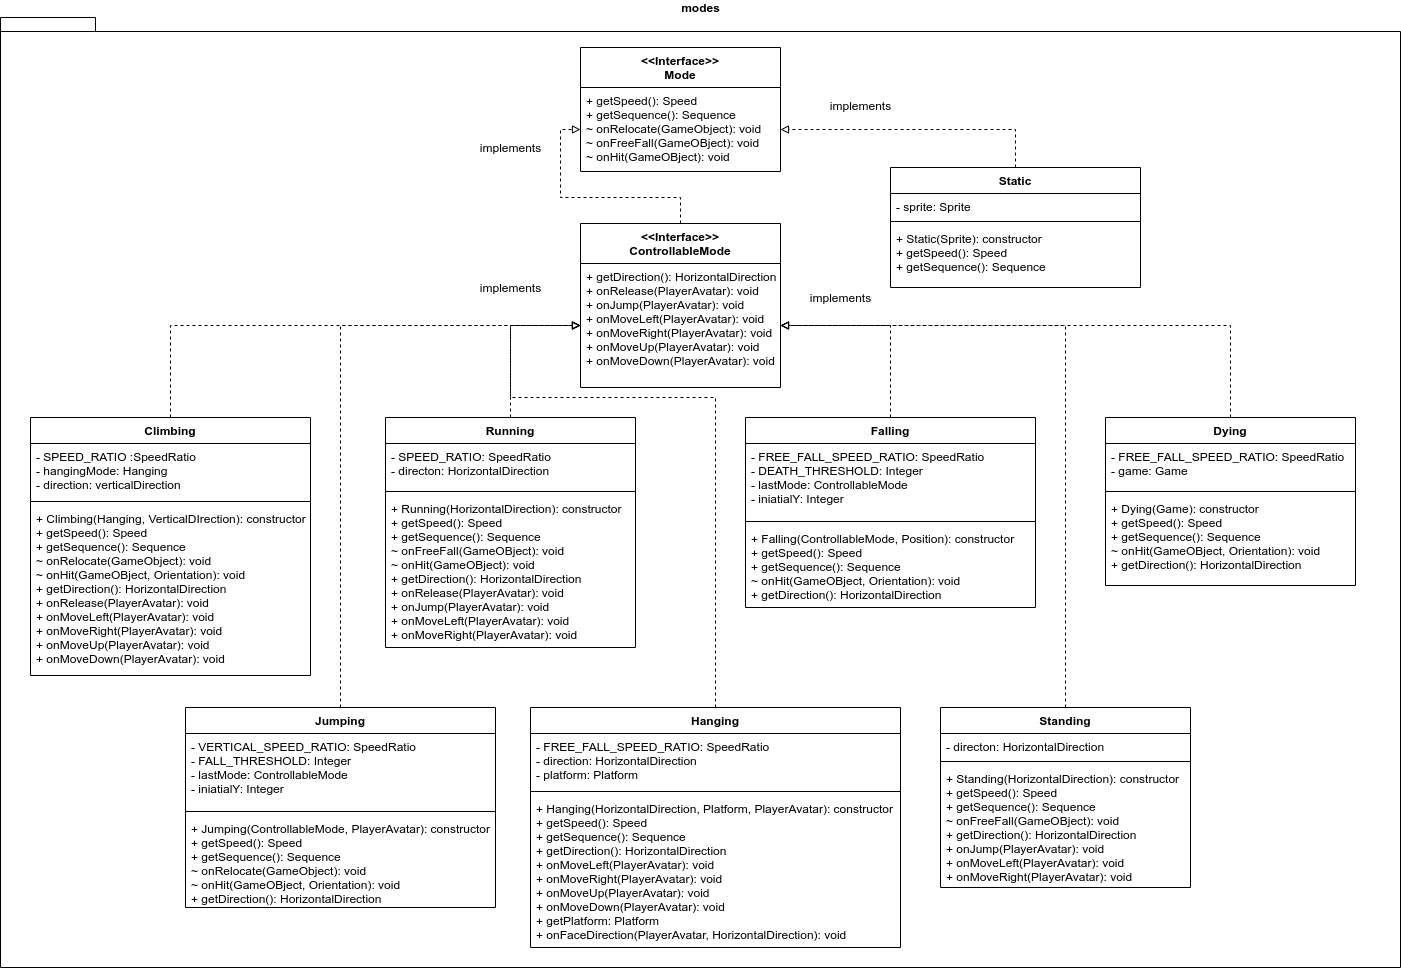 modes
<<Interface>>
Mode
+ getSpeed(): Speed
+ getSequence(): Sequence
~ onRelocate(GameObject): void
~ onFreeFall(GameOBject): void
~ onHit(GameOBject): void
implements
implements
Static
- sprite: Sprite
+ Static(Sprite): constructor
+ getSpeed(): Speed
+ getSequence(): Sequence
<<Interface>>
ControllableMode
+ getDirection(): HorizontalDirection
+ onRelease(PlayerAvatar): void
+ onJump(PlayerAvatar): void
+ onMoveLeft(PlayerAvatar): void
+ onMoveRight(PlayerAvatar): void
+ onMoveUp(PlayerAvatar): void
+ onMoveDown(PlayerAvatar): void
implements
implements
Climbing
- SPEED_RATIO :SpeedRatio
- hangingMode: Hanging
- direction: verticalDirection
+ Climbing(Hanging, VerticalDIrection): constructor
+ getSpeed(): Speed
+ getSequence(): Sequence
~ onRelocate(GameObject): void
~ onHit(GameOBject, Orientation): void
+ getDirection(): HorizontalDirection
+ onRelease(PlayerAvatar): void
+ onMoveLeft(PlayerAvatar): void
+ onMoveRight(PlayerAvatar): void
+ onMoveUp(PlayerAvatar): void
+ onMoveDown(PlayerAvatar): void
Running
- SPEED_RATIO: SpeedRatio
- directon: HorizontalDirection
+ Running(HorizontalDirection): constructor
+ getSpeed(): Speed
+ getSequence(): Sequence
~ onFreeFall(GameOBject): void
~ onHit(GameOBject): void
+ getDirection(): HorizontalDirection
+ onRelease(PlayerAvatar): void
+ onJump(PlayerAvatar): void
+ onMoveLeft(PlayerAvatar): void
+ onMoveRight(PlayerAvatar): void
Falling
- FREE_FALL_SPEED_RATIO: SpeedRatio
- DEATH_THRESHOLD: Integer
- lastMode: ControllableMode
- iniatialY: Integer
+ Falling(ControllableMode, Position): constructor
+ getSpeed(): Speed
+ getSequence(): Sequence
~ onHit(GameOBject, Orientation): void
+ getDirection(): HorizontalDirection
Dying
- FREE_FALL_SPEED_RATIO: SpeedRatio
- game: Game
+ Dying(Game): constructor
+ getSpeed(): Speed
+ getSequence(): Sequence
~ onHit(GameOBject, Orientation): void
+ getDirection(): HorizontalDirection
Jumping
- VERTICAL_SPEED_RATIO: SpeedRatio
- FALL_THRESHOLD: Integer
- lastMode: ControllableMode
- iniatialY: Integer
+ Jumping(ControllableMode, PlayerAvatar): constructor
+ getSpeed(): Speed
+ getSequence(): Sequence
~ onRelocate(GameObject): void
~ onHit(GameOBject, Orientation): void
+ getDirection(): HorizontalDirection
Hanging
- FREE_FALL_SPEED_RATIO: SpeedRatio
- direction: HorizontalDirection
- platform: Platform
+ Hanging(HorizontalDirection, Platform, PlayerAvatar): constructor
+ getSpeed(): Speed
+ getSequence(): Sequence
+ getDirection(): HorizontalDirection
+ onMoveLeft(PlayerAvatar): void
+ onMoveRight(PlayerAvatar): void
+ onMoveUp(PlayerAvatar): void
+ onMoveDown(PlayerAvatar): void
+ getPlatform: Platform
+ onFaceDirection(PlayerAvatar, HorizontalDirection): void
Standing
- directon: HorizontalDirection
+ Standing(HorizontalDirection): constructor
+ getSpeed(): Speed
+ getSequence(): Sequence
~ onFreeFall(GameOBject): void
+ getDirection(): HorizontalDirection
+ onJump(PlayerAvatar): void
+ onMoveLeft(PlayerAvatar): void
+ onMoveRight(PlayerAvatar): void